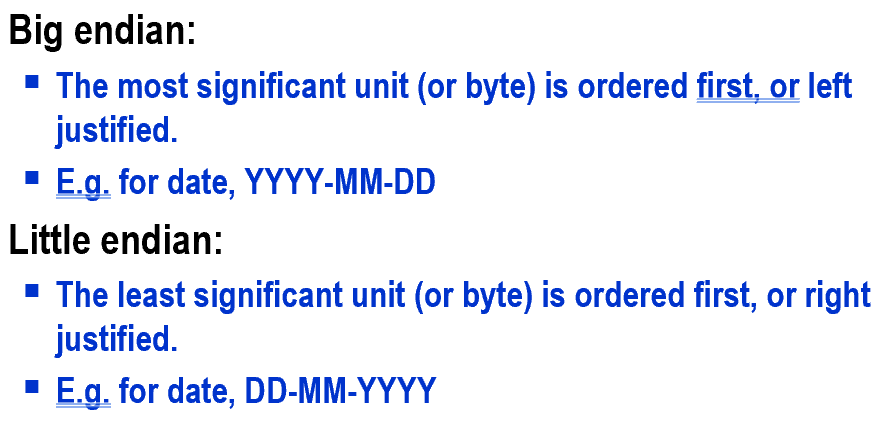 Big endian:
▪ The most significant unit (or byte) is ordered first, or left
justified.
▪ E.g. for date, YYYY-MM-DD
Little endian:
▪ The least significant unit (or byte) is ordered first, or right
justified.
▪ E.g. for date, DD-MM-YYYY